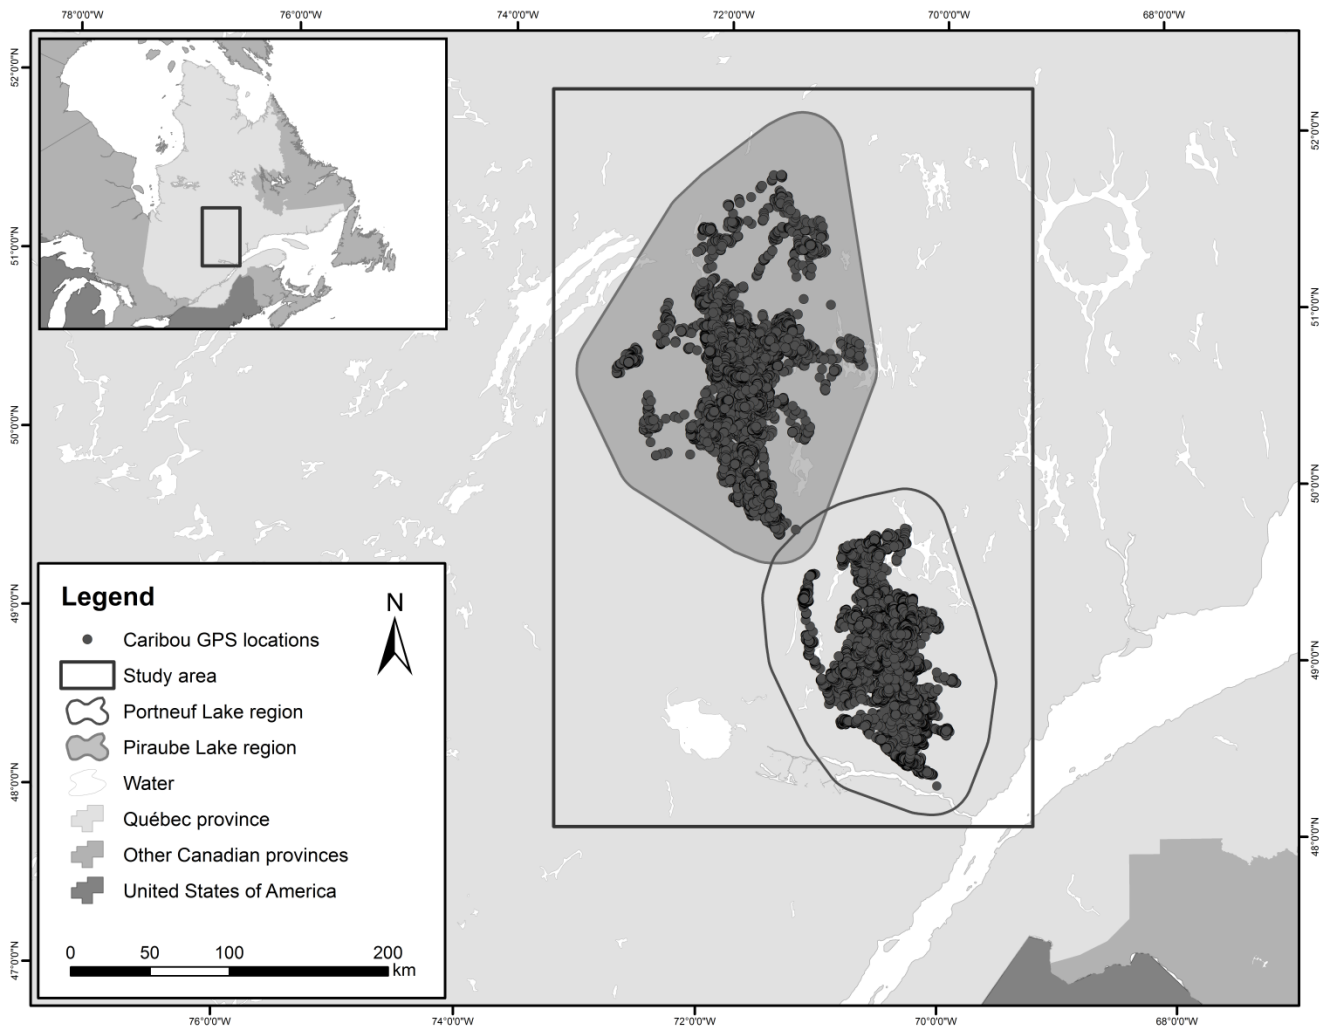 78°0'0"W 76°0'0"W 74°0'0"W 72°0'0"W 70°0'0"W 68°0'0"W
52°0'0"N
51°0'0"N
50°0'0"N
49°0'0"N
48°0'0"N
47°0'0"N
52°0'0"N
51°0'0"N
50°0'0"N
49°0'0"N
48°0'0"N
Legend
N
Caribou GPS locations
Study area
Portneuf Lake region
Piraube Lake region
Water
Québec province
Other Canadian provinces
United States of America
0 50 100 200
km
76°0'0"W 74°0'0"W 72°0'0"W 70°0'0"W 68°0'0"W